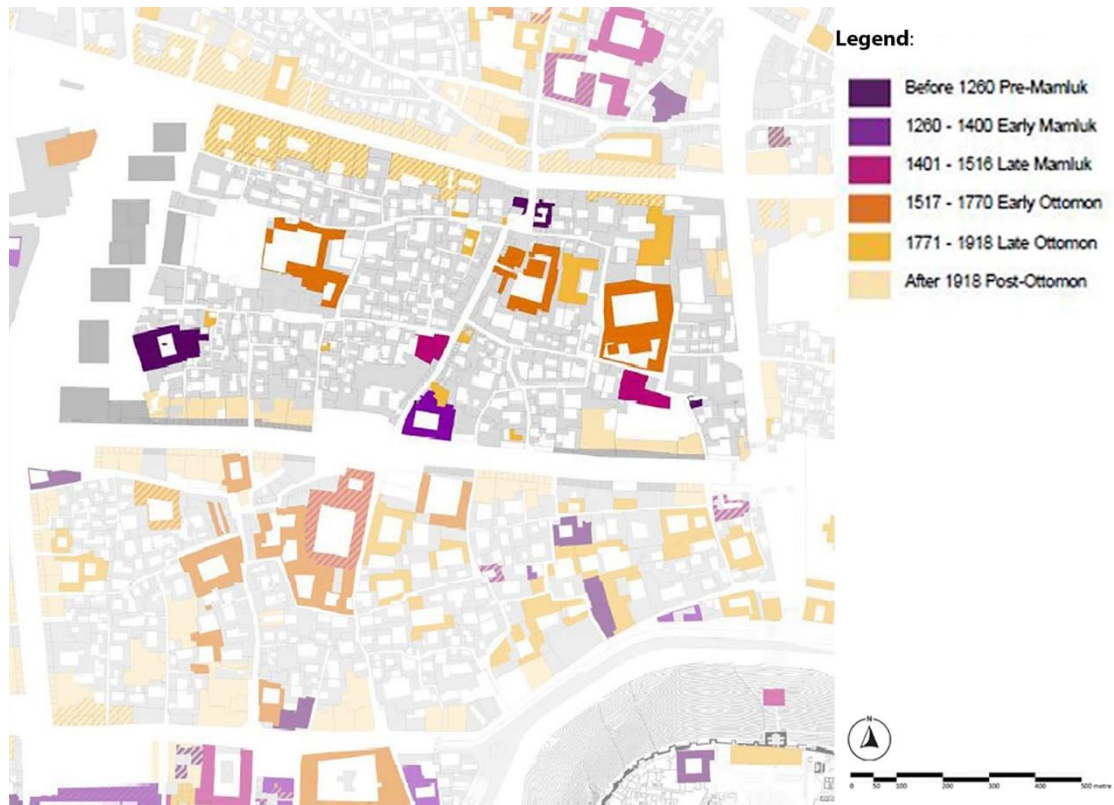 Legend:
Before 1260 Pre-Mamluk
1260 - 1400 Early Mamluk
1401 - 1516 Late Mamluk
1517 - 1770 Early Ottomon
1771 - 1918 Late Ottomon
After 1918 Post-Ottomon
N
0 50 100 200 300 400 500 metre